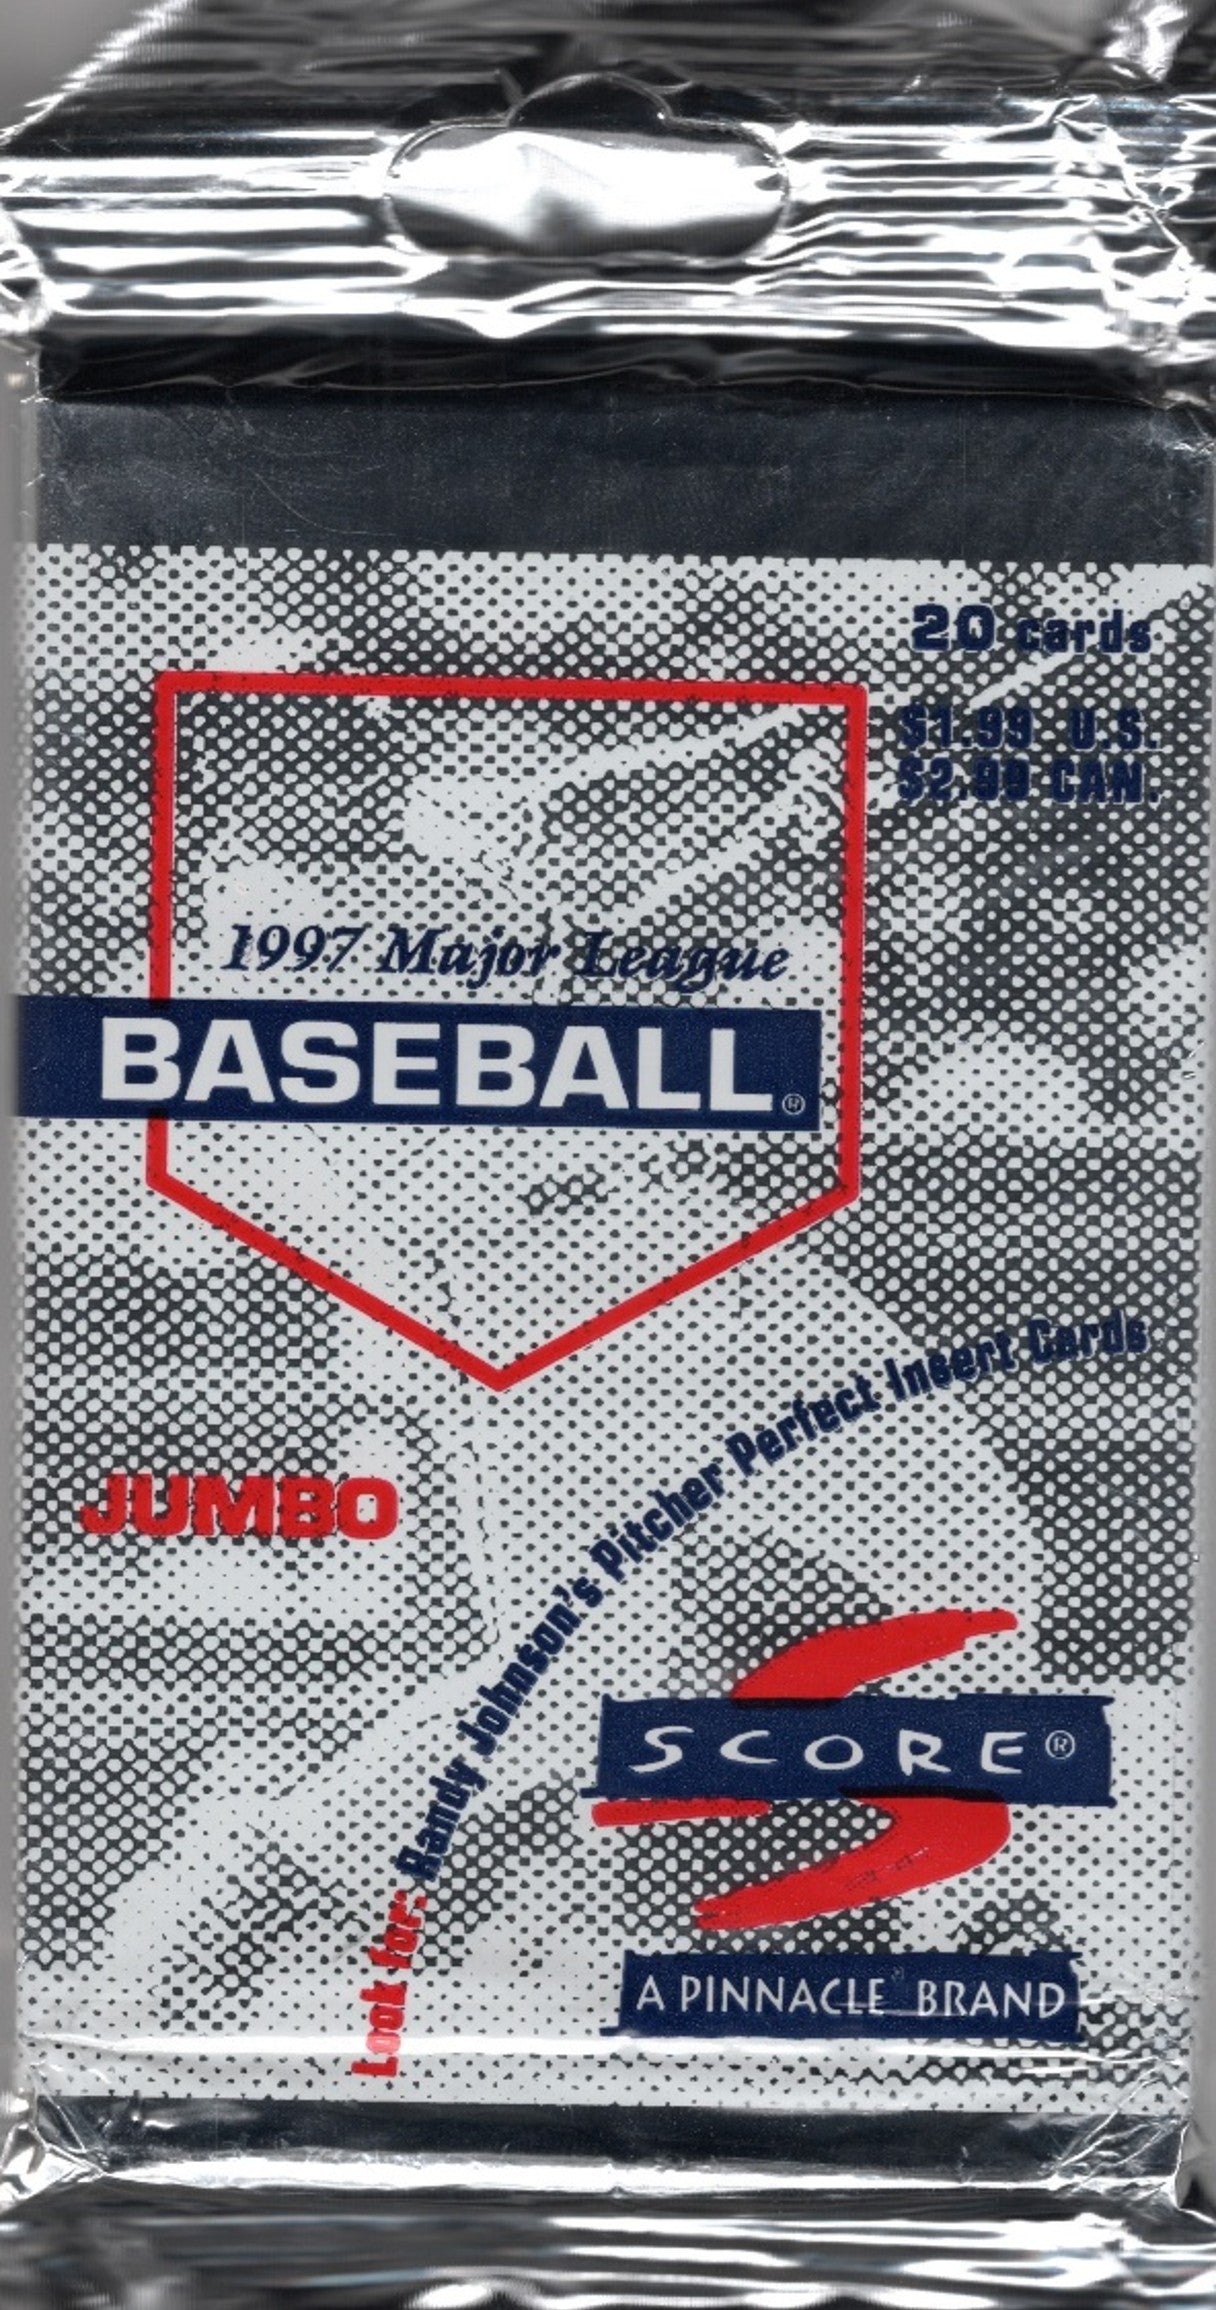 20 cards
$1.99 U.S.
$2.99 CAN.
1997 Major League
BASEBALL®
JUMBO
Look for: Randy Johnson's Pitcher Perfect Insert Cards
SCORE®
A PINNACLE BRAND